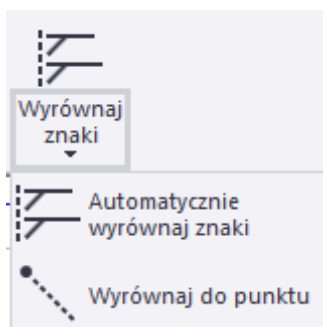 Wyrównaj
znaki
Automatycznie
wyrównaj znaki
Wyrównaj do punktu